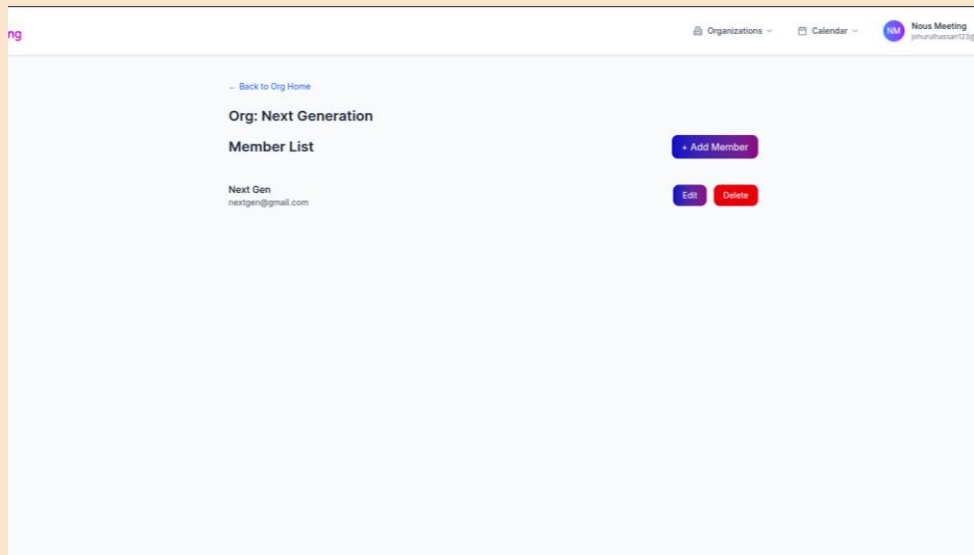 ng
Organizations
Calendar
NM
Nous Meeting
← Back to Org Home
Org: Next Generation
Member List
+ Add Member
Next Gen
nextgen@gmail.com
Edit
Delete